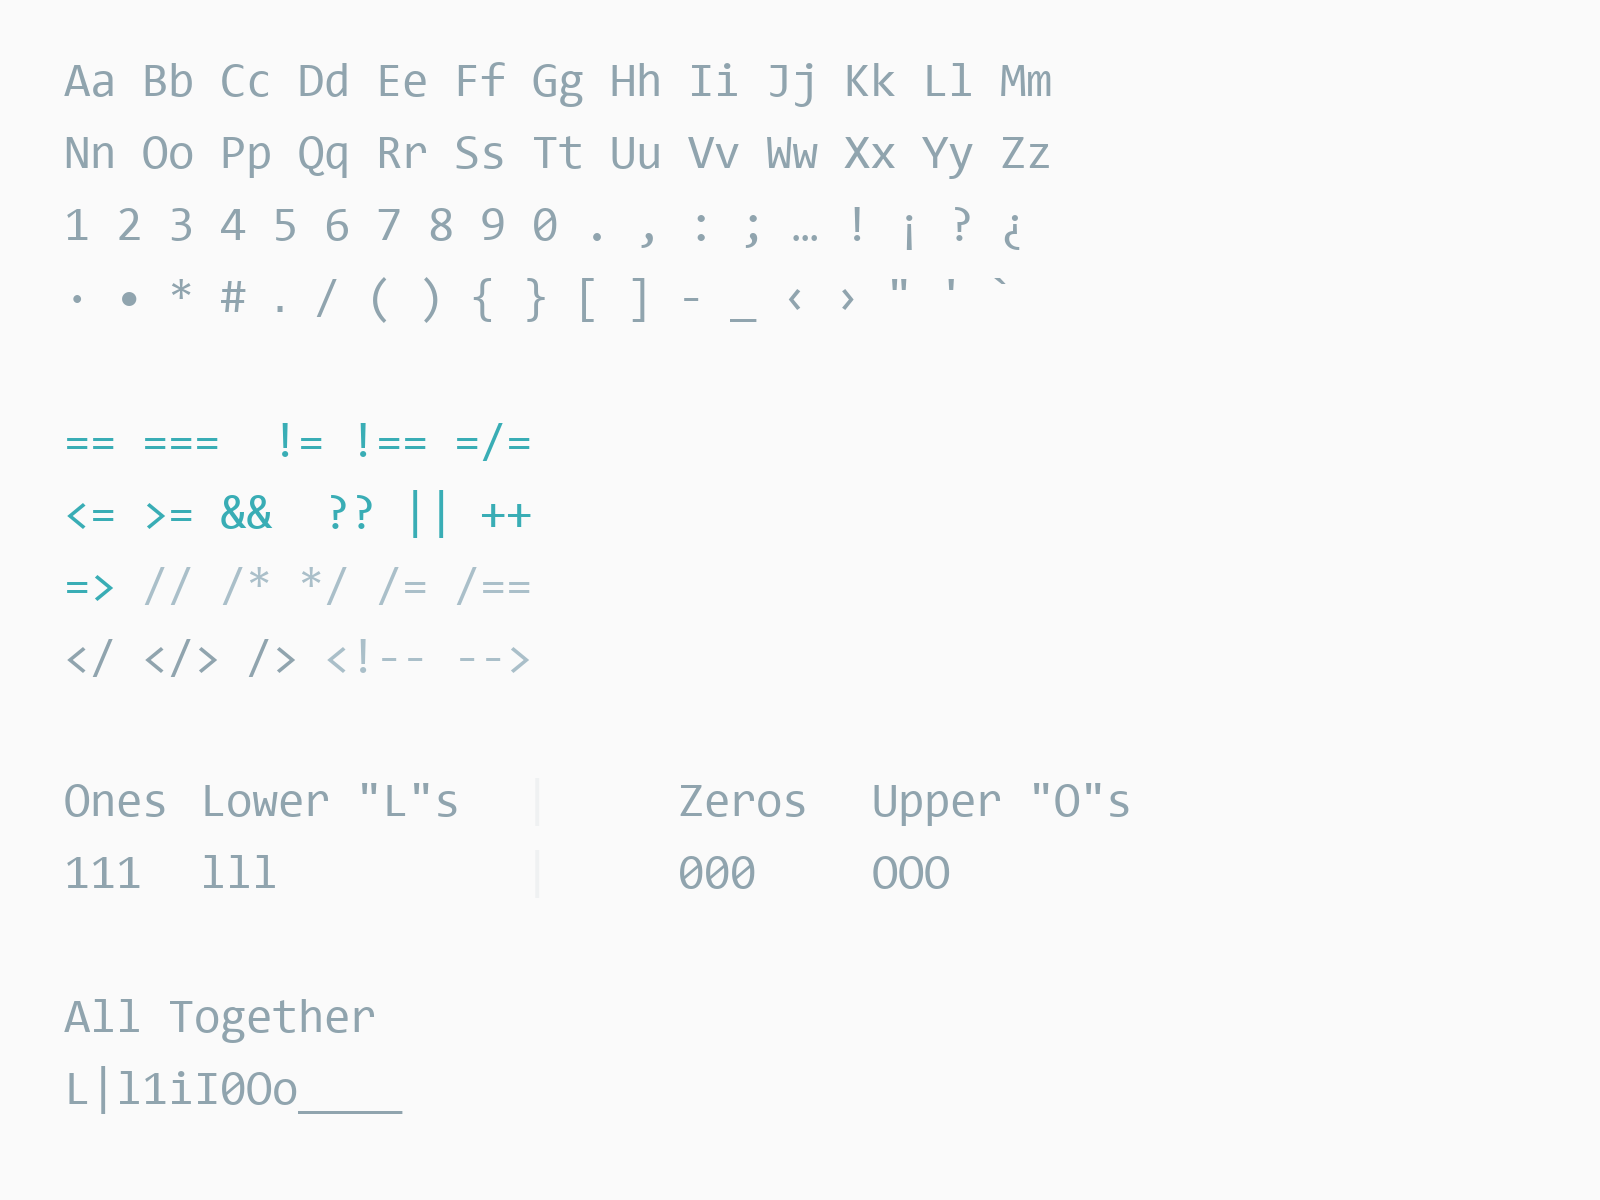 Aa Bb Cc Dd Ee Ff Gg Hh Ii Jj Kk Ll Mm
Nn Oo Pp Qq Rr Ss Tt Uu Vv Ww Xx Yy Zz
1 2 3 4 5 6 7 8 9 0 . , : ; … ! ¡ ? ¿
· • * # . / ( ) { } [ ] - _ ‹ › " ' `
== ===  != !== =/=
<= >= &&  ?? || ++
=> // /* */ /= /==
</ </> /> <!-- -->
Ones Lower "L"s | Zeros Upper "O"s
111 lll | 000 OOO
All Together
L|l1iI0Oo____